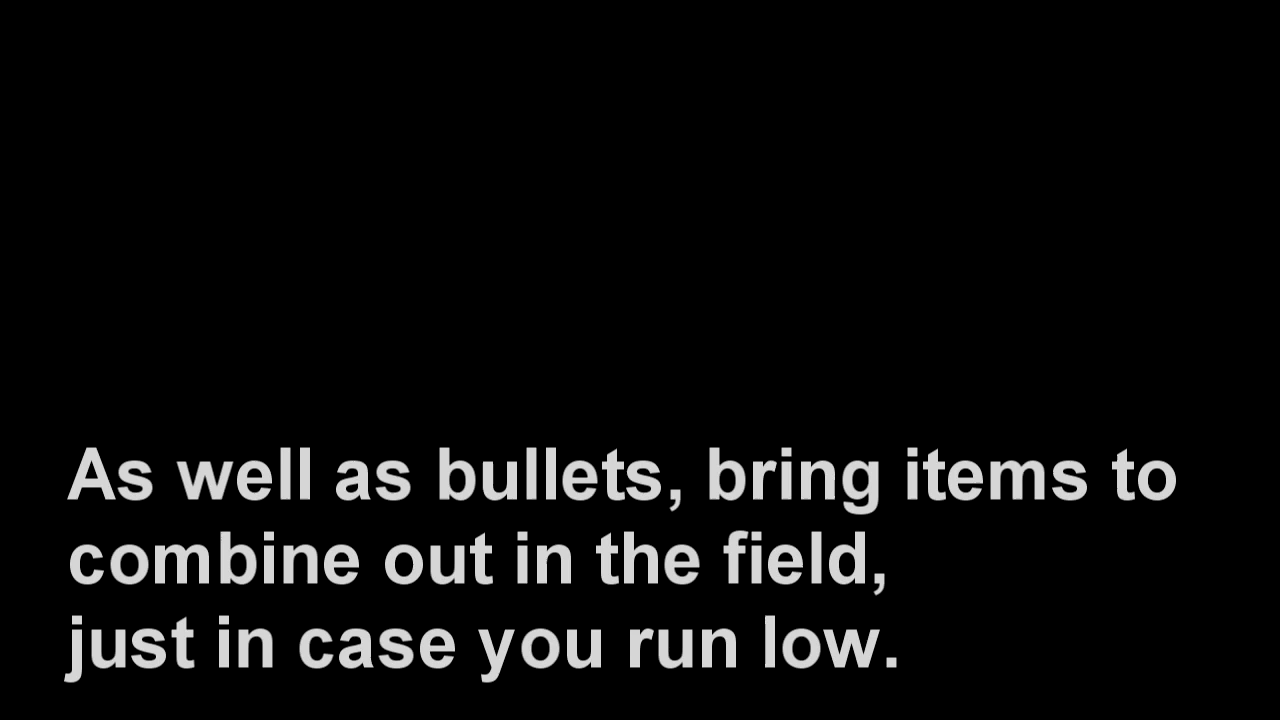 As well as bullets, bring items to
combine out in the field,
just in case you run low.